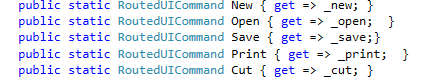 public static RoutedUICommand New { get => _new; }
public static RoutedUICommand Open { get => _open;  }
public static RoutedUICommand Save { get => _save;}
public static RoutedUICommand Print { get => _print;  }
public static RoutedUICommand Cut { get => _cut; }